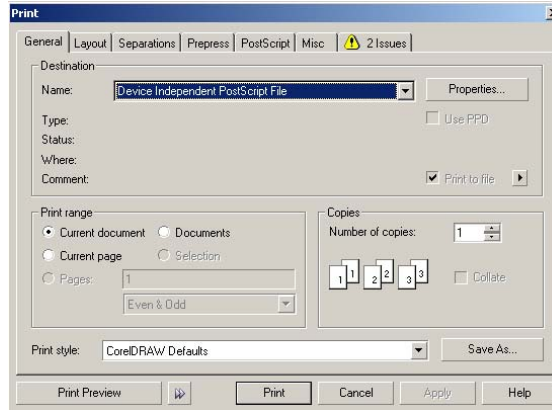 Print
General Layout Separations Prepress PostScript Misc 2 Issues
Destination
Name: Device Independent PostScript File Properties...
Type: Use PPD
Status:
Where:
Comment: Print to file
Print range Copies
Current document Documents Number of copies: 1
Current page Selection
Pages: 1 1 1 2 2 3 3 Collate
Even & Odd
Print style: CorelDRAW Defaults Save As...
Print Preview Print Cancel Apply Help